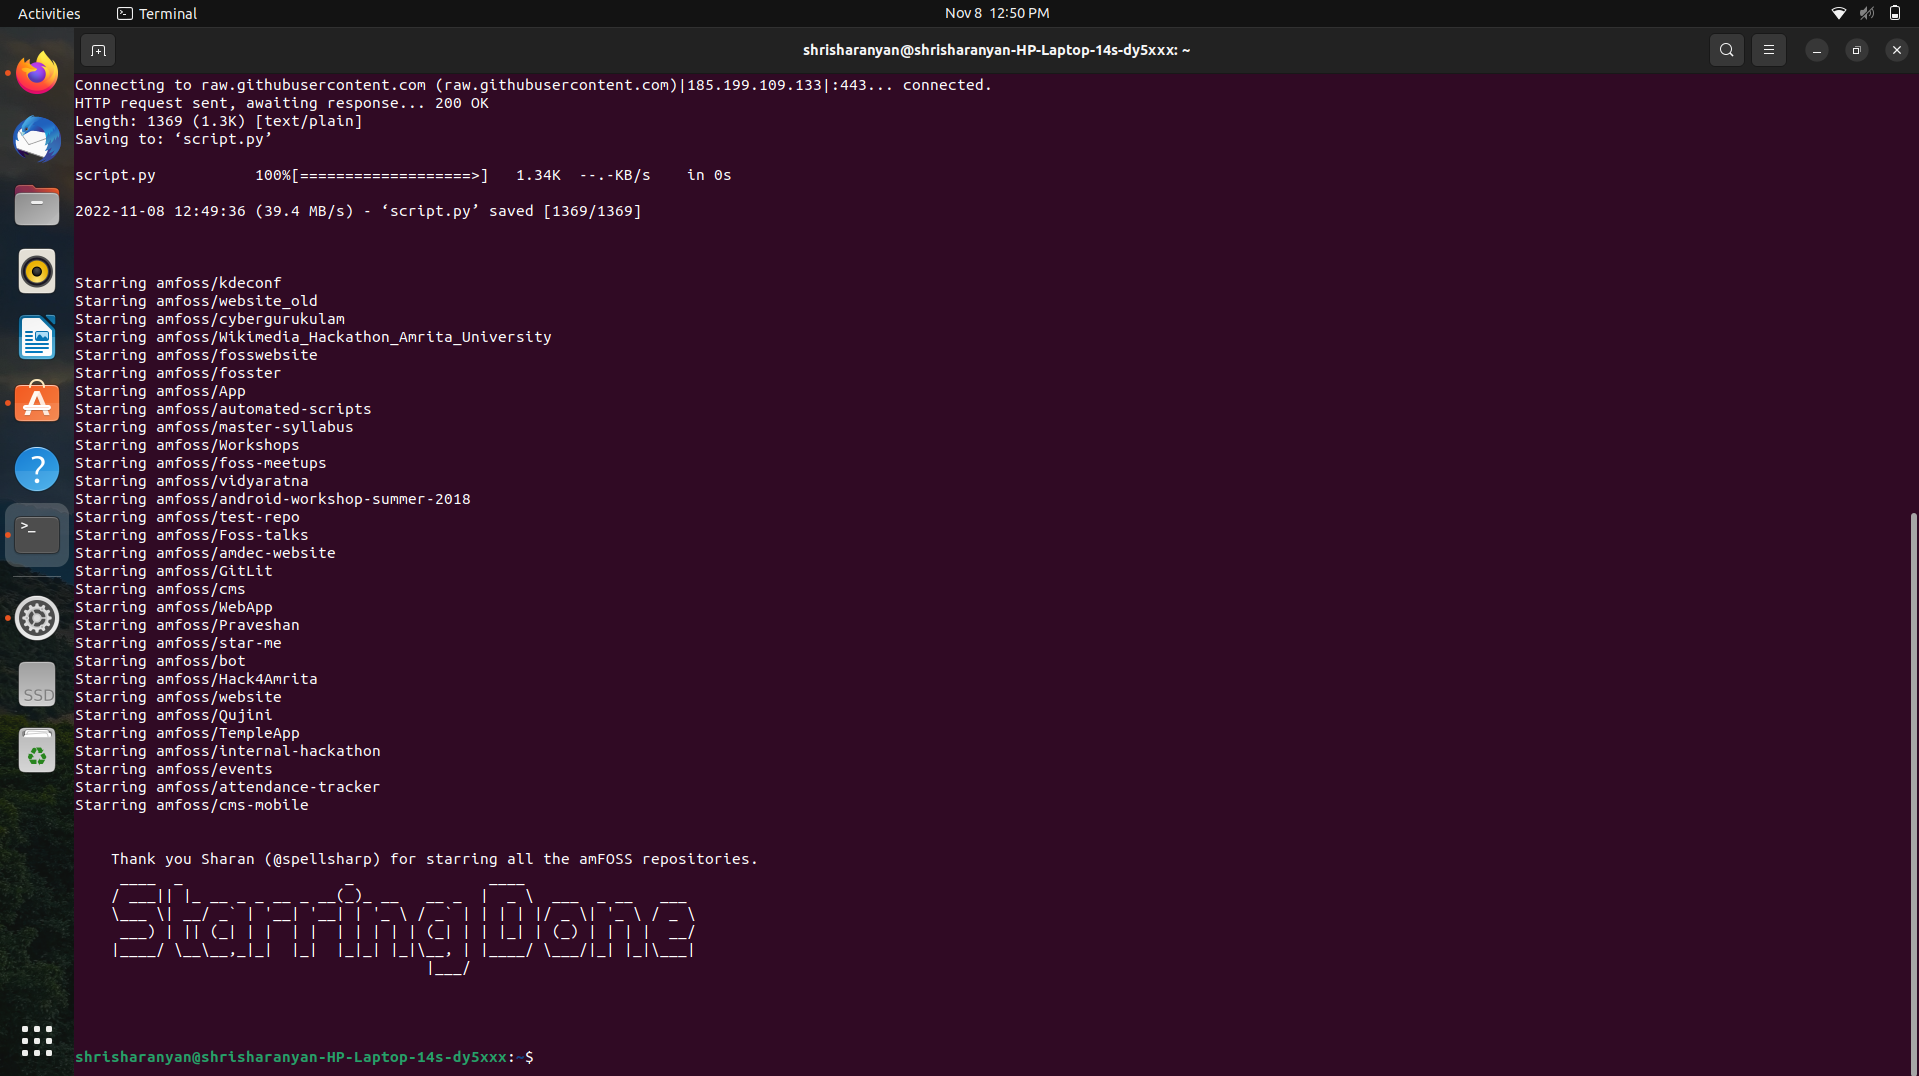 Activities
Terminal
Nov 8 12:50 PM
shrisharanyan@shrisharanyan-HP-Laptop-14s-dy5xxx: ~
Connecting to raw.githubusercontent.com (raw.githubusercontent.com)|185.199.109.133|:443... connected.
HTTP request sent, awaiting response... 200 OK
Length: 1369 (1.3K) [text/plain]
Saving to: ‘script.py’
script.py           100%[===================>]   1.34K  --.-KB/s    in 0s
2022-11-08 12:49:36 (39.4 MB/s) - ‘script.py’ saved [1369/1369]
Starring amfoss/kdeconf
Starring amfoss/website_old
Starring amfoss/cybergurukulam
Starring amfoss/Wikimedia_Hackathon_Amrita_University
Starring amfoss/fosswebsite
Starring amfoss/fosster
Starring amfoss/App
Starring amfoss/automated-scripts
Starring amfoss/master-syllabus
Starring amfoss/Workshops
Starring amfoss/foss-meetups
Starring amfoss/vidyaratna
Starring amfoss/android-workshop-summer-2018
Starring amfoss/test-repo
Starring amfoss/Foss-talks
Starring amfoss/amdec-website
Starring amfoss/GitLit
Starring amfoss/cms
Starring amfoss/WebApp
Starring amfoss/Praveshan
Starring amfoss/star-me
Starring amfoss/bot
Starring amfoss/Hack4Amrita
Starring amfoss/website
Starring amfoss/Qujini
Starring amfoss/TempleApp
Starring amfoss/internal-hackathon
Starring amfoss/events
Starring amfoss/attendance-tracker
Starring amfoss/cms-mobile
Thank you Sharan (@spellsharp) for starring all the amFOSS repositories.
Starring Done
shrisharanyan@shrisharanyan-HP-Laptop-14s-dy5xxx:~$
SSD